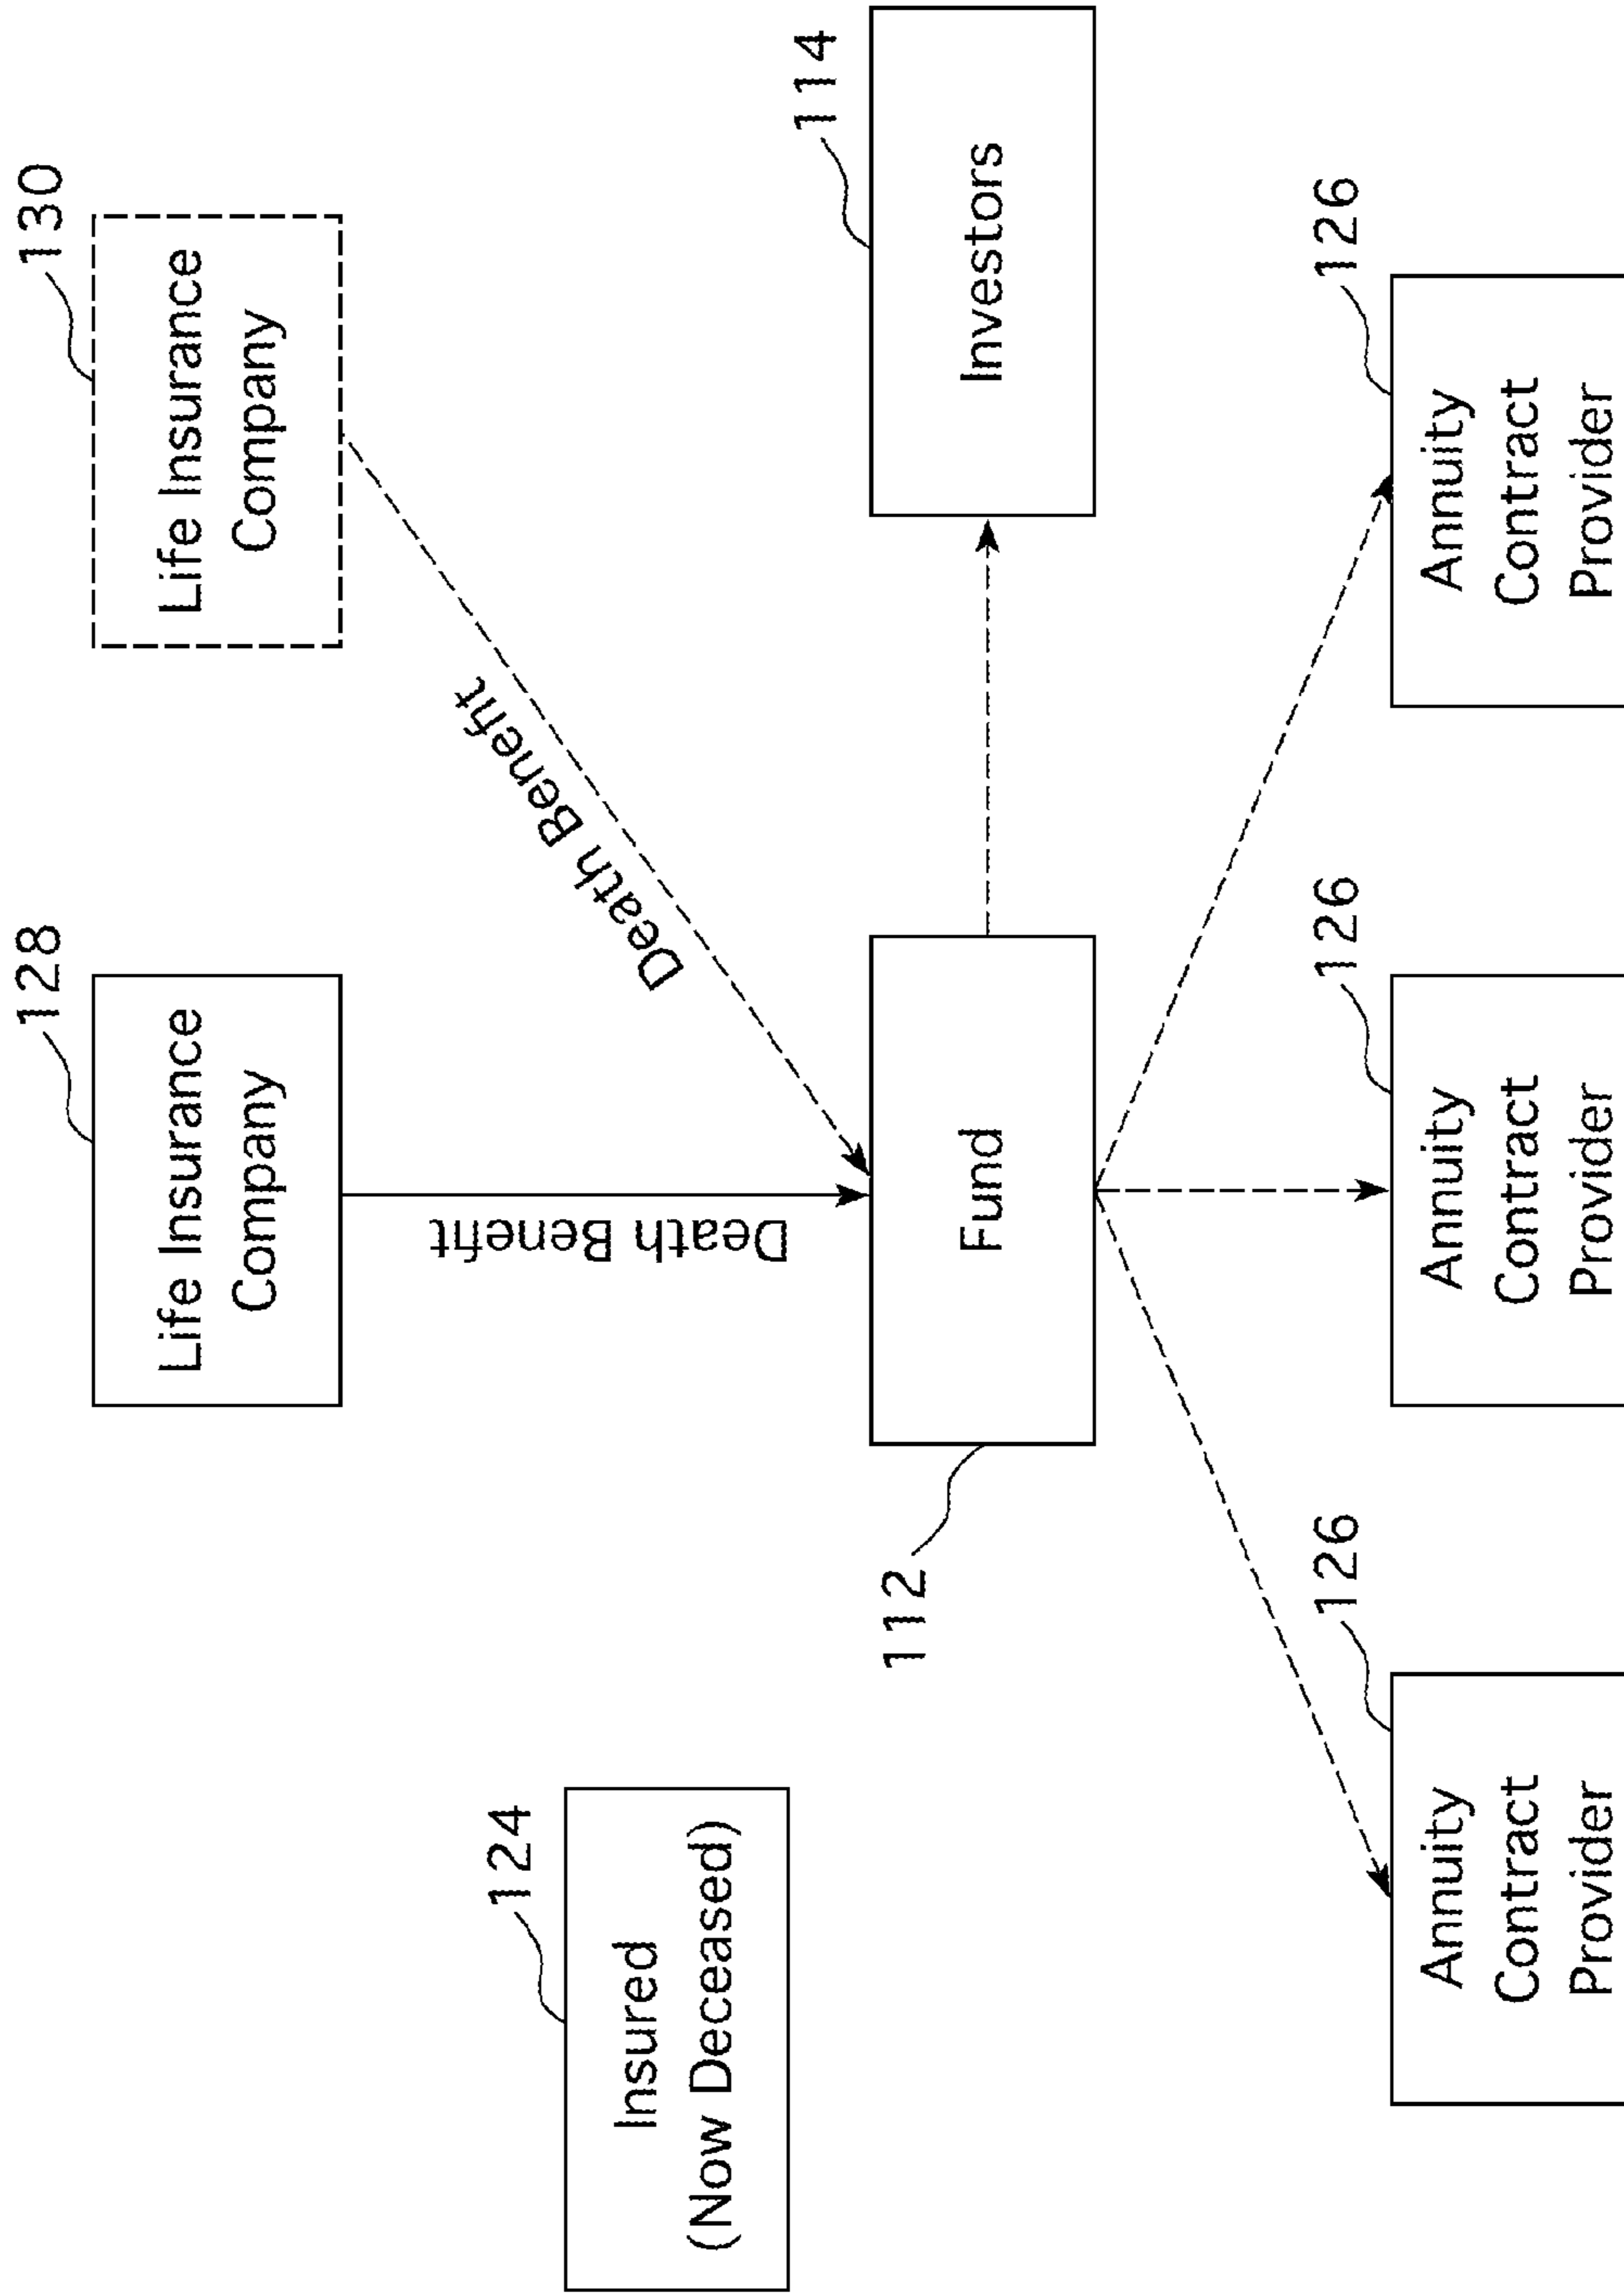 128
Life Insurance
Company
130
Life Insurance
Company
Death Benefit
Death Benefit
124
Insured
(Now Deceased)
112
Fund
114
Investors
126
Annuity
Contract
Provider
126
Annuity
Contract
Provider
126
Annuity
Contract
Provider